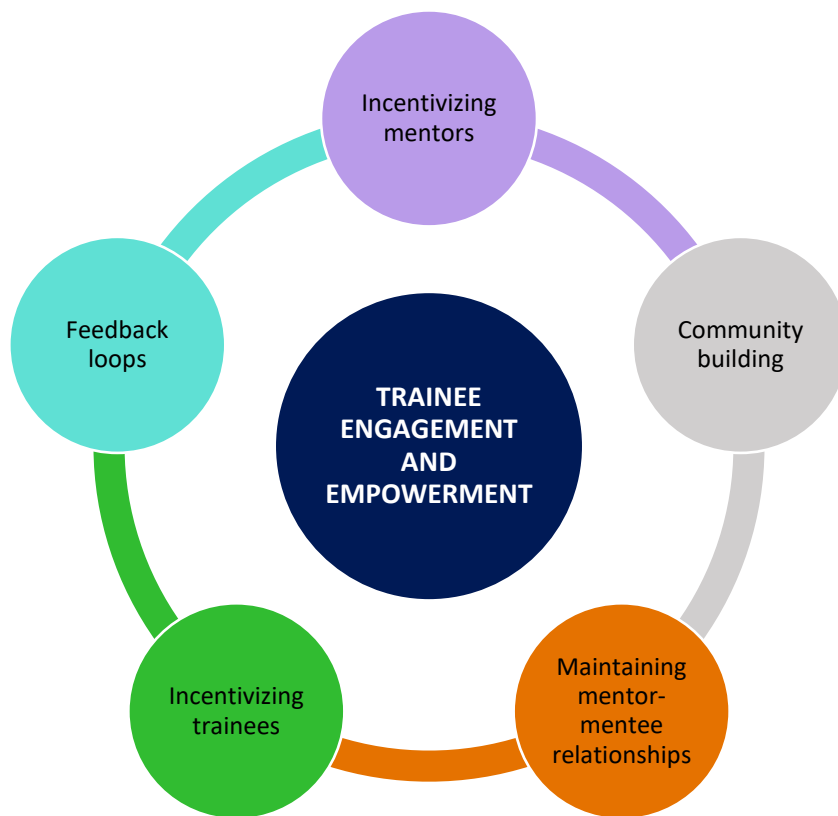 Incentivizing
mentors
Community
building
Maintaining
mentor-
mentee
relationships
Incentivizing
trainees
Feedback
loops
TRAINEE
ENGAGEMENT
AND
EMPOWERMENT